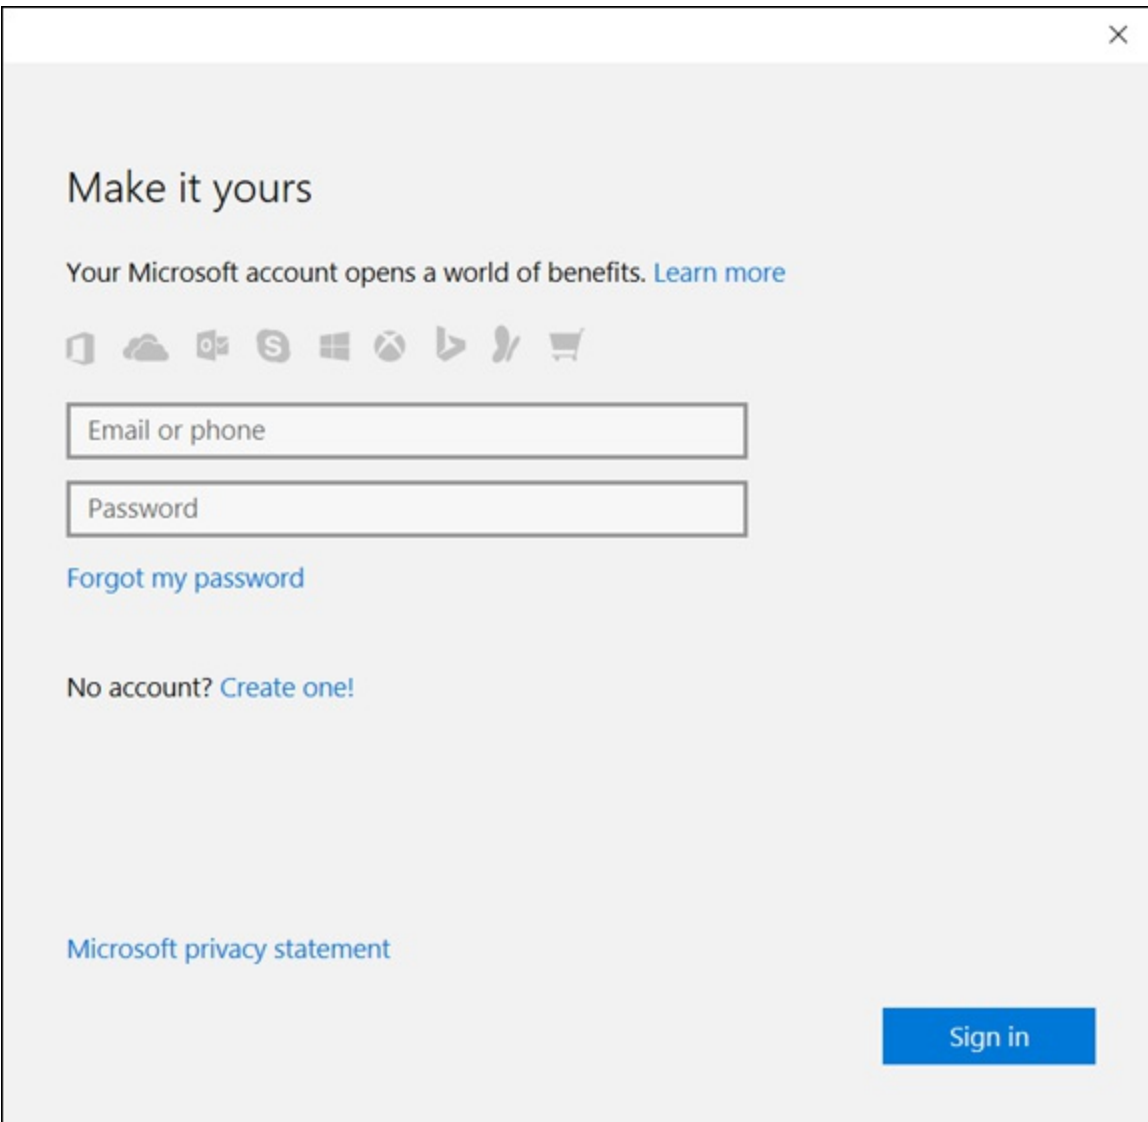 Make it yours
Your Microsoft account opens a world of benefits. Learn more
Email or phone
Password
Forgot my password
No account? Create one!
Microsoft privacy statement
Sign in